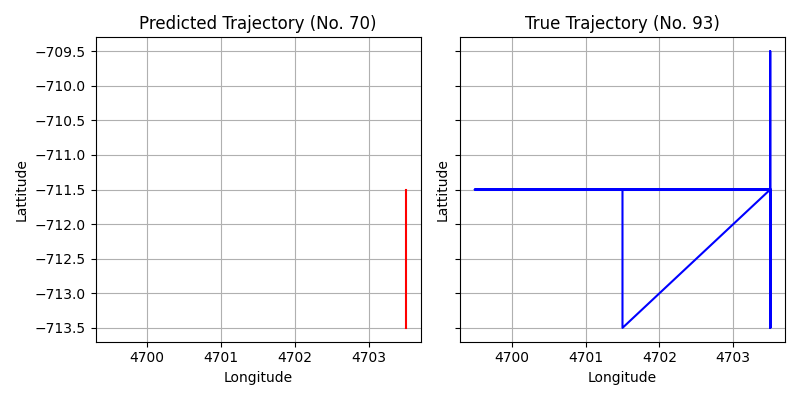 Predicted Trajectory (No. 70)
True Trajectory (No. 93)
−709.5
−710.0
−710.5
−711.0
−711.5
−712.0
−712.5
−713.0
−713.5
Lattitude
Lattitude
4700
4701
4702
4703
4700
4701
4702
4703
Longitude
Longitude